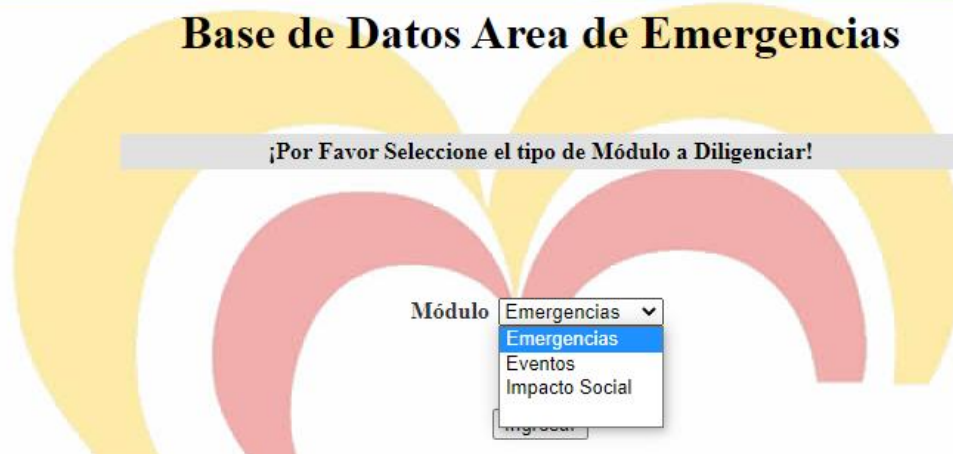 Base de Datos Area de Emergencias
¡Por Favor Seleccione el tipo de Módulo a Diligenciar!
Módulo Emergencias
Emergencias
Eventos
Impacto Social